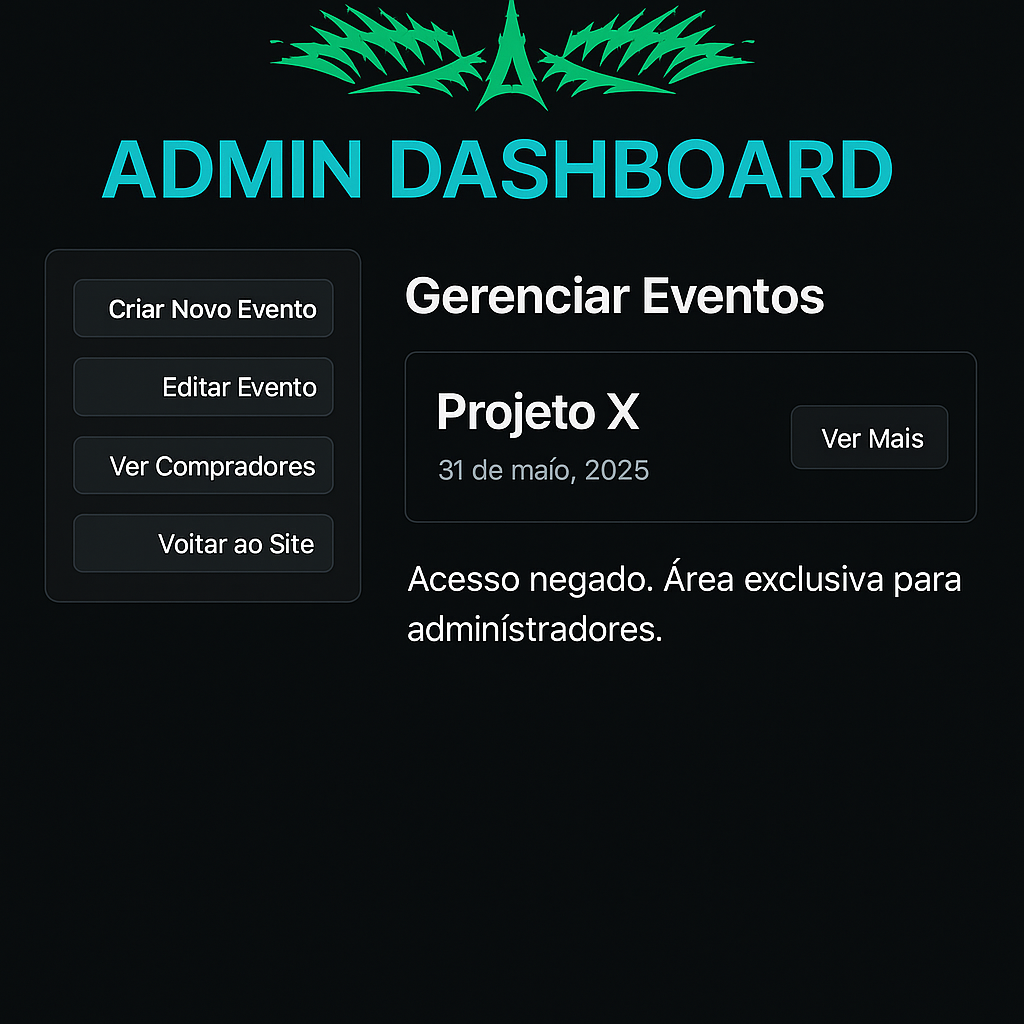 ADMIN DASHBOARD
Criar Novo Evento
Editar Evento
Ver Compradores
Voitar ao Site
Gerenciar Eventos
Projeto X
31 de maío, 2025
Ver Mais
Acesso negado. Área exclusiva para
adminístradores.